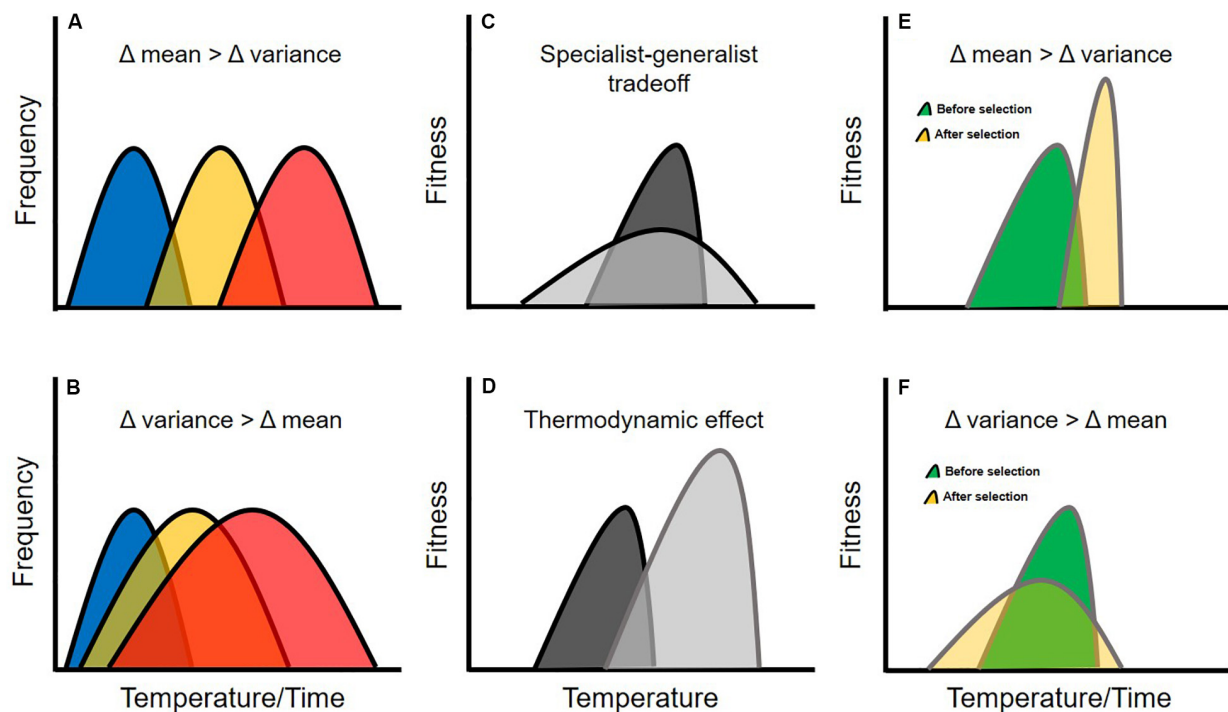 A
Δ mean > Δ variance
Frequency
C
Specialist-generalist
tradeoff
Fitness
E
Δ mean > Δ variance
Before selection
After selection
Fitness
B
Δ variance > Δ mean
Frequency
Temperature/Time
D
Thermodynamic effect
Fitness
Temperature
F
Δ variance > Δ mean
Before selection
After selection
Fitness
Temperature/Time